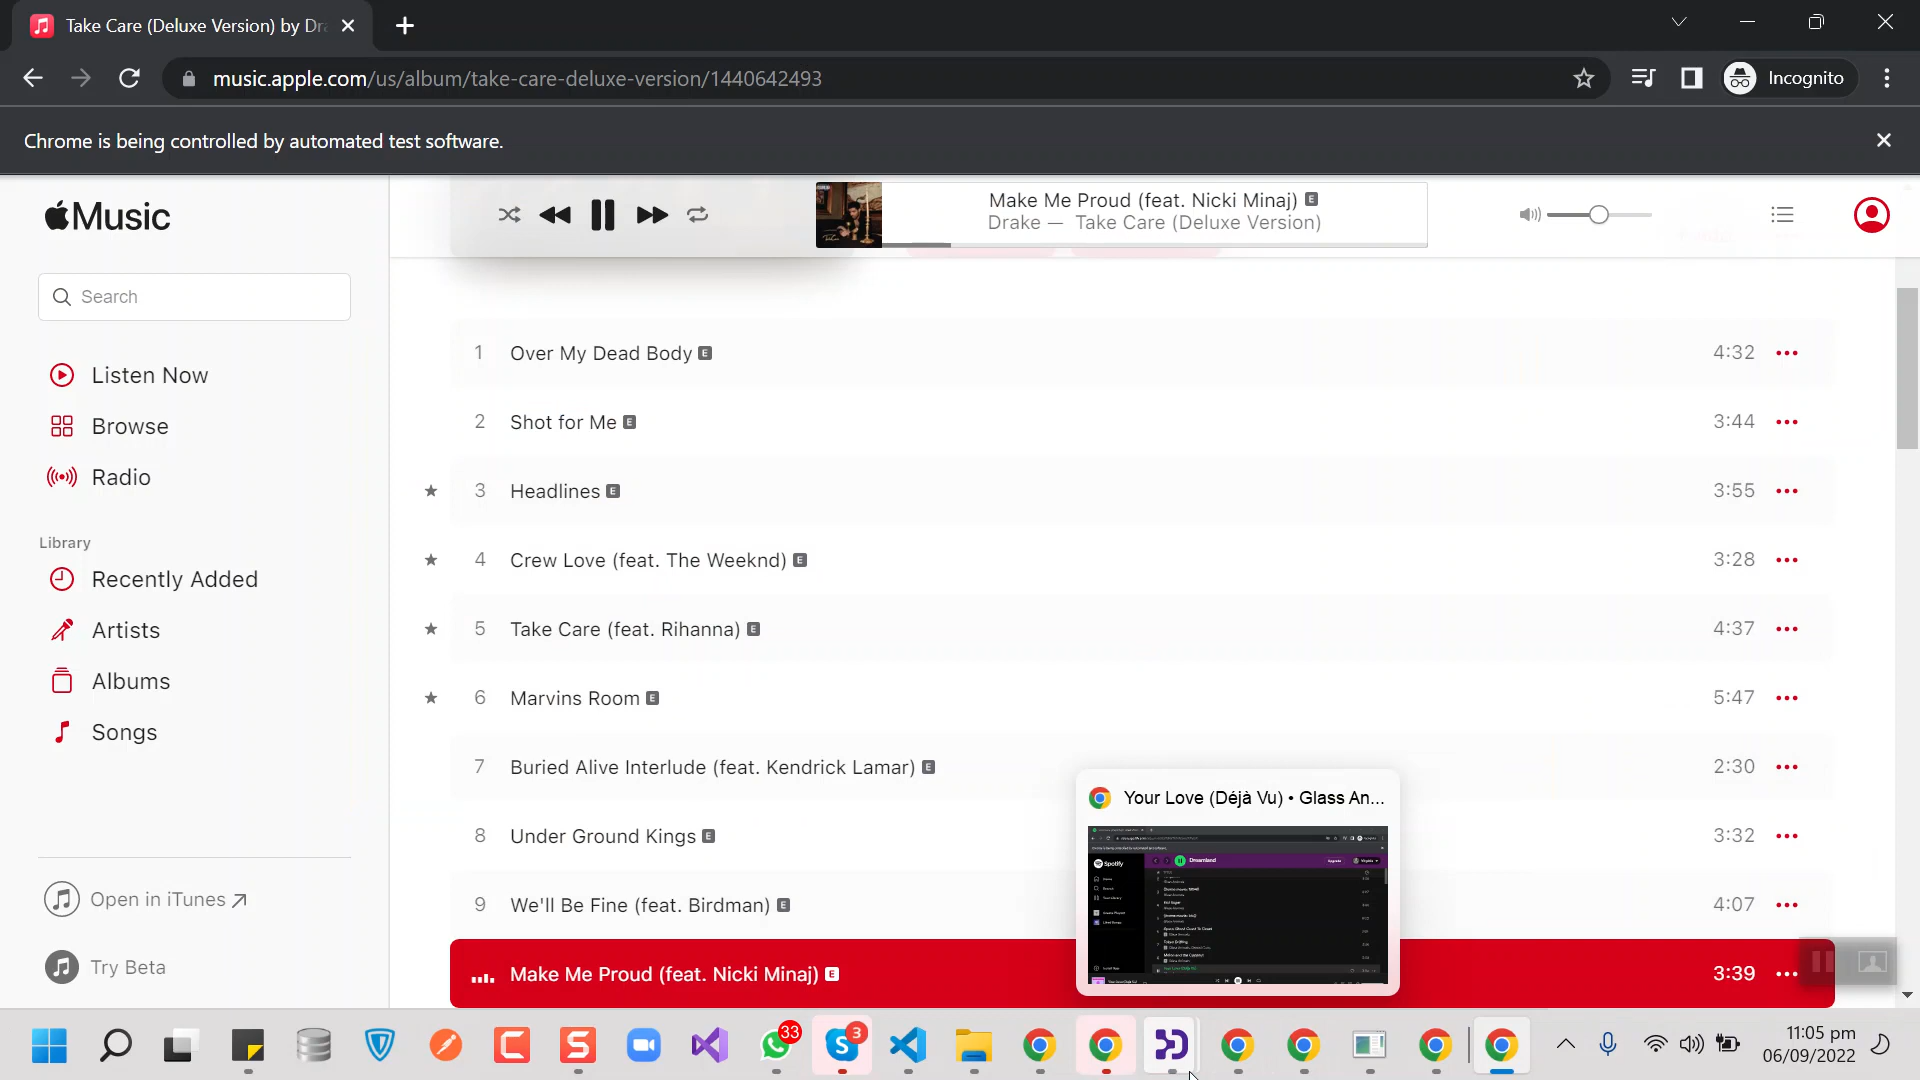 Take Care (Deluxe Version) by Dr
music.apple.com/us/album/take-care-deluxe-version/1440642493
Incognito
Chrome is being controlled by automated test software.
Music
Make Me Proud (feat. Nicki Minaj) E
Drake — Take Care (Deluxe Version)
Search
Listen Now
Browse
Radio
Library
Recently Added
Artists
Albums
Songs
Open in iTunes
Try Beta
1 Over My Dead Body E 4:32
2 Shot for Me E 3:44
3 Headlines E 3:55
4 Crew Love (feat. The Weeknd) E 3:28
5 Take Care (feat. Rihanna) E 4:37
6 Marvins Room E 5:47
7 Buried Alive Interlude (feat. Kendrick Lamar) E 2:30
8 Under Ground Kings E 3:32
9 We'll Be Fine (feat. Birdman) E 4:07
Make Me Proud (feat. Nicki Minaj) E 3:39
Your Love (Déjà Vu) • Glass An...
Spotify
Dreamland
33
3
11:05 pm
06/09/2022